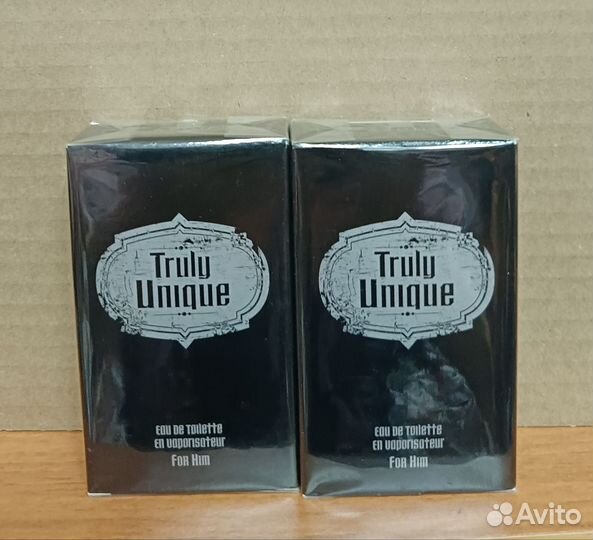 Truly
Unique
Eau de Toilette
En vaporisateur
For Him
Truly
Unique
Eau de Toilette
En vaporisateur
For Him
Avito